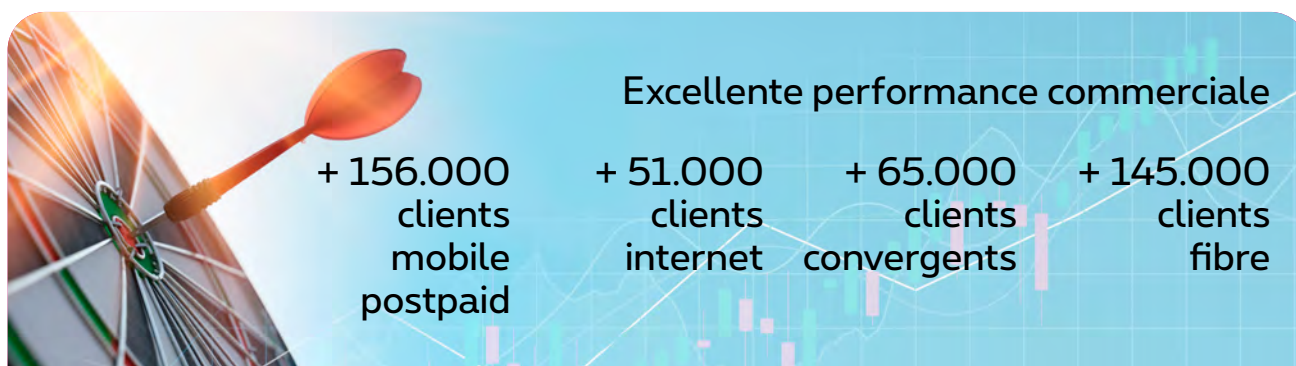 Excellente performance commerciale
+ 156.000
clients
mobile
postpaid
+ 51.000
clients
internet
+ 65.000
clients
convergents
+ 145.000
clients
fibre